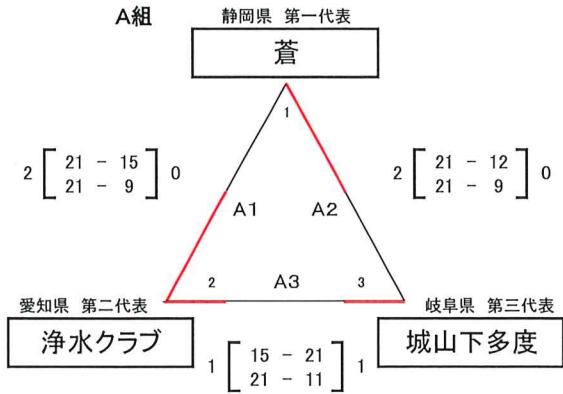 A組
静岡県 第一代表
蒼
1
2 [ 21 - 15 ] 0
21 - 9
2 [ 21 - 12 ] 0
21 - 9
A1
A2
2
A3
3
愛知県 第二代表
岐阜県 第三代表
浄水クラブ
城山下多度
1 [ 15 - 21 ] 1
21 - 11